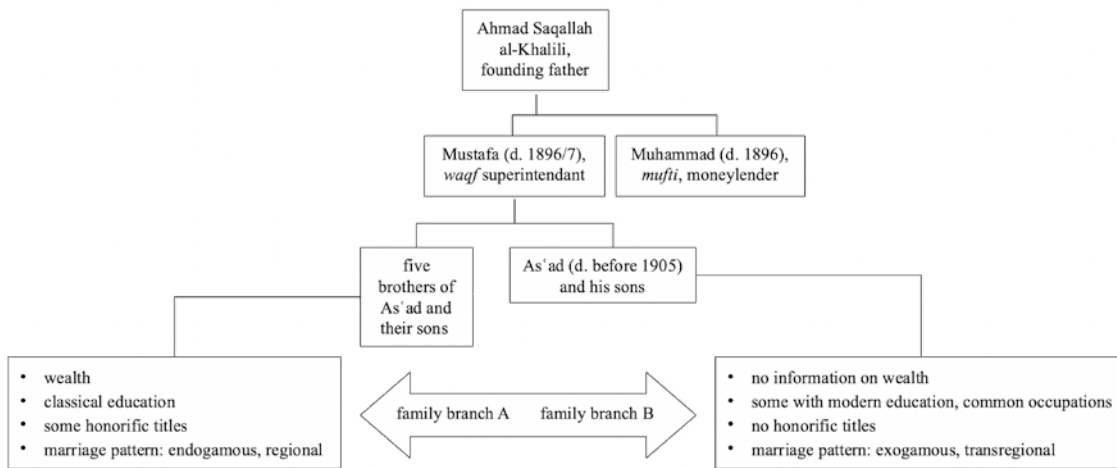 Ahmad Saqallah
al-Khalili,
founding father
Mustafa (d. 1896/7),
waqf superintendant
Muhammad (d. 1896),
mufti, moneylender
five
brothers of
Asʿad and
their sons
Asʿad (d. before 1905)
and his sons
• wealth
• classical education
• some honorific titles
• marriage pattern: endogamous, regional
family branch A
family branch B
• no information on wealth
• some with modern education, common occupations
• no honorific titles
• marriage pattern: exogamous, transregional